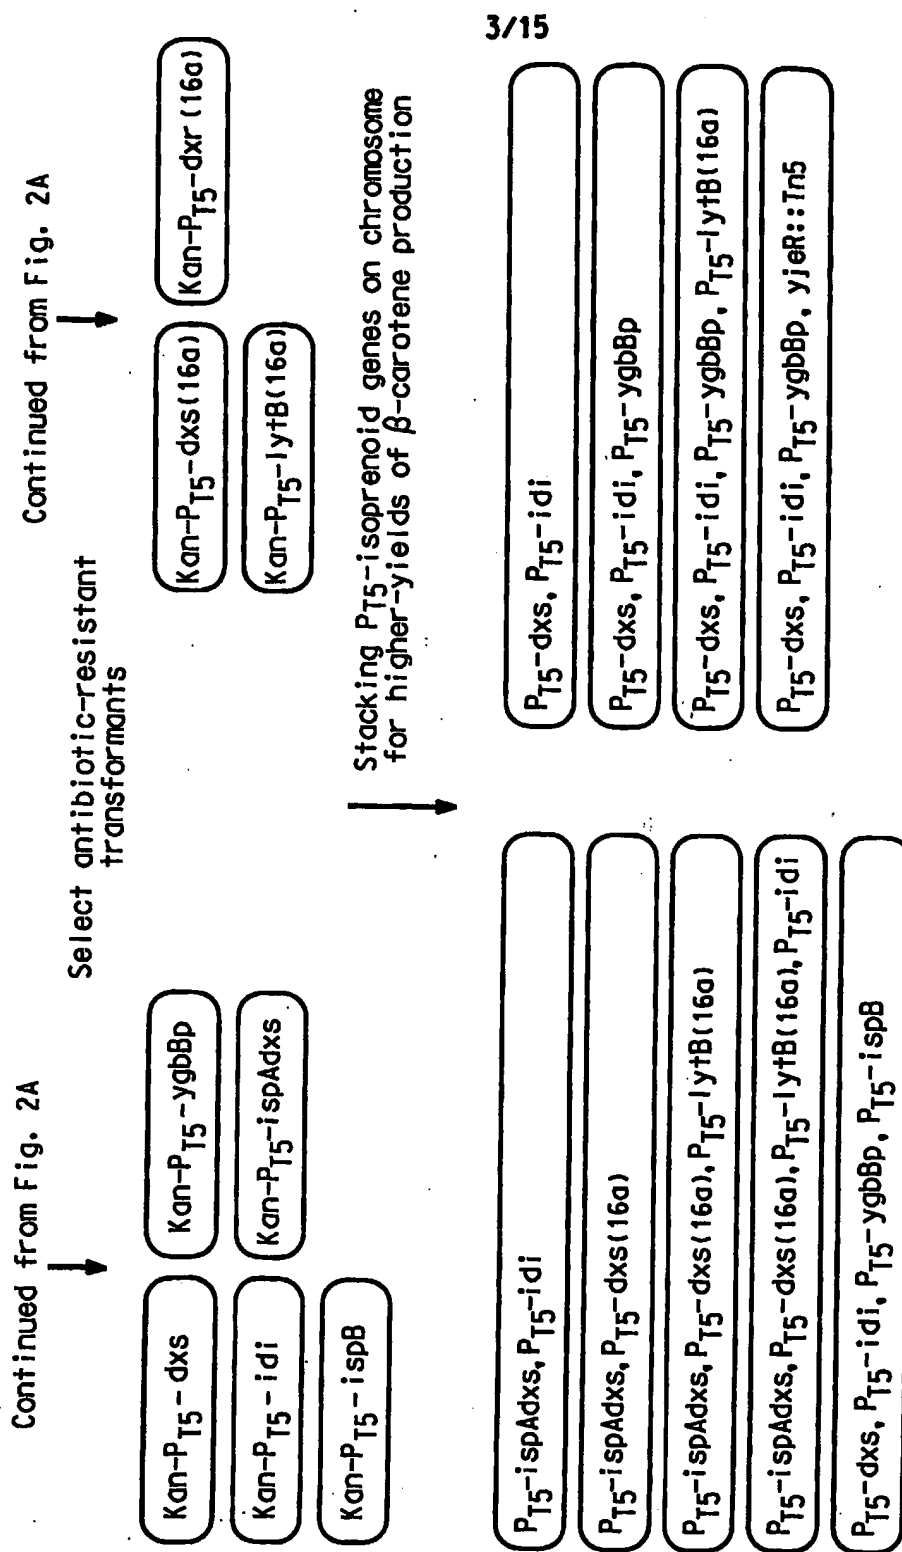 3/15
Continued from Fig. 2A
Continued from Fig. 2A
Select antibiotic-resistant
transformants
Kan-PT5-dxs
Kan-PT5-ygbBp
Kan-PT5-idi
Kan-PT5-ispAdxs
Kan-PT5-ispB
Kan-PT5-dxs(16a)
Kan-PT5-dxr(16a)
Kan-PT5-lytB(16a)
Stacking PT5-isoprenoid genes on chromosome
for higher-yields of β-carotene production
PT5-ispAdxs, PT5-idi
PT5-ispAdxs, PT5-dxs(16a)
PT5-ispAdxs, PT5-dxs(16a), PT5-lytB(16a)
PT5-ispAdxs, PT5-dxs(16a), PT5-lytB(16a), PT5-idi
PT5-dxs, PT5-idi, PT5-ygbBp, PT5-ispB
PT5-dxs, PT5-idi
PT5-dxs, PT5-idi, PT5-ygbBp
PT5-dxs, PT5-idi, PT5-ygbBp, PT5-lytB(16a)
PT5-dxs, PT5-idi, PT5-ygbBp, yjeR::Tn5